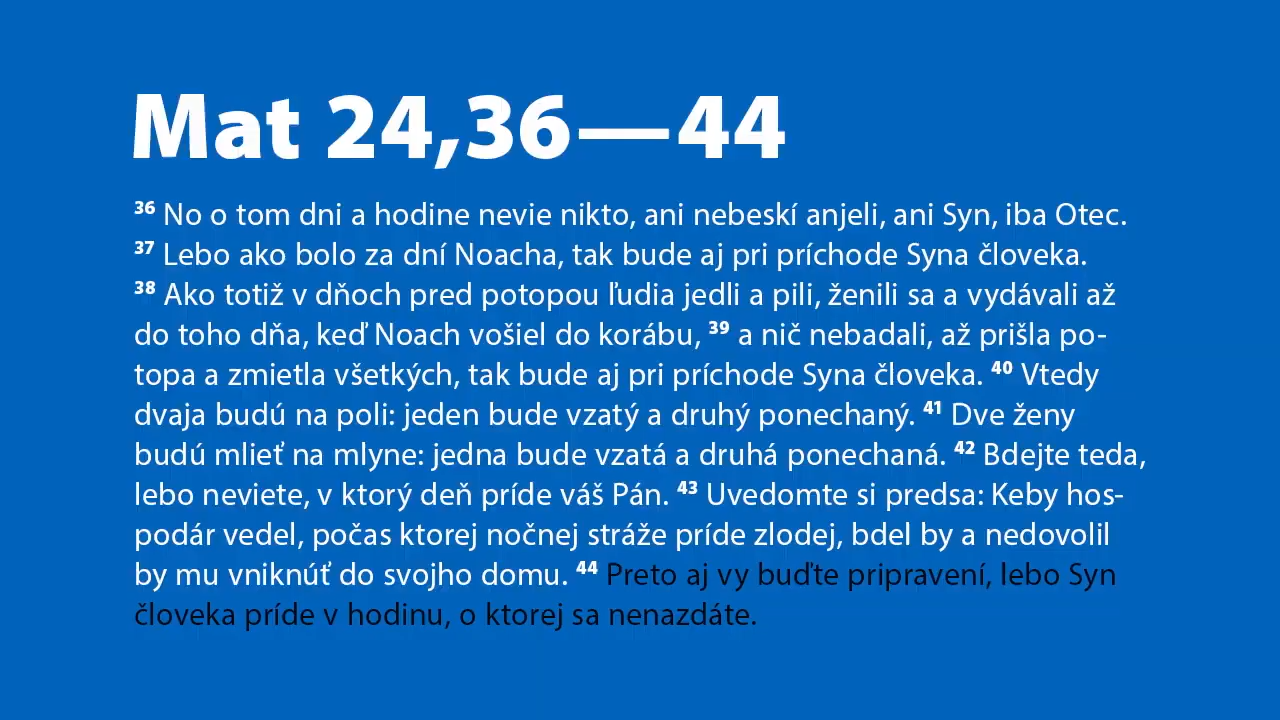 Mat 24,36—44
36 No o tom dni a hodine nevie nikto, ani nebeskí anjeli, ani Syn, iba Otec.
37 Lebo ako bolo za dní Noacha, tak bude aj pri príchode Syna človeka.
38 Ako totiž v dňoch pred potopou ľudia jedli a pili, ženili sa a vydávali až
do toho dňa, keď Noach vošiel do korábu, 39 a nič nebadali, až prišla po-
topa a zmietla všetkých, tak bude aj pri príchode Syna človeka. 40 Vtedy
dvaja budú na poli: jeden bude vzatý a druhý ponechaný. 41 Dve ženy
budú mlieť na mlyne: jedna bude vzatá a druhá ponechaná. 42 Bdejte teda,
lebo neviete, v ktorý deň príde váš Pán. 43 Uvedomte si predsa: Keby hos-
podár vedel, počas ktorej nočnej stráže príde zlodej, bdel by a nedovolil
by mu vniknúť do svojho domu. 44 Preto aj vy buďte pripravení, lebo Syn
človeka príde v hodinu, o ktorej sa nenazdáte.